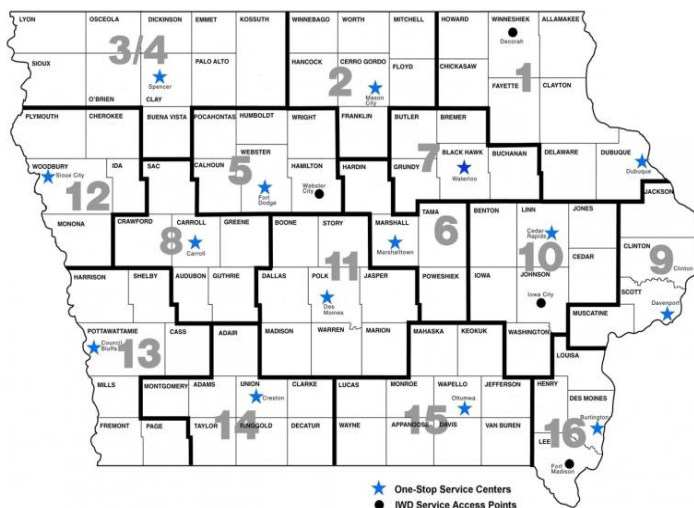 LYON
OSCEOLA
DICKINSON
EMMET
KOSSUTH
WINNEBAGO
WORTH
MITCHELL
HOWARD
WINNESHIEK
ALLAMAKEE
Decorah
3/4
SIOUX
PALO ALTO
HANCOCK
CERRO GORDO
FLOYD
CHICKASAW
1
2
Spencer
Mason
City
O'BRIEN
CLAY
FAYETTE
CLAYTON
PLYMOUTH
CHEROKEE
BUENA VISTA
POCAHONTAS
HUMBOLDT
WRIGHT
FRANKLIN
BUTLER
BREMER
WOODBURY
Sioux City
IDA
SAC
CALHOUN
WEBSTER
HAMILTON
HARDIN
GRUNDY
BLACK HAWK
BUCHANAN
DELAWARE
DUBUQUE
5
7
Waterloo
Dubuque
12
Fort
Dodge
Webster
City
JACKSON
MONONA
CRAWFORD
CARROLL
GREENE
BOONE
STORY
MARSHALL
TAMA
BENTON
LINN
JONES
8
Carroll
Marshalltown
6
Cedar
Rapids
10
CLINTON
9
Clinton
CEDAR
HARRISON
SHELBY
AUDUBON
GUTHRIE
DALLAS
POLK
JASPER
POWESHIEK
IOWA
JOHNSON
11
Des
Moines
Iowa City
SCOTT
Davenport
MUSCATINE
POTTAWATTAMIE
CASS
ADAIR
MADISON
WARREN
MARION
MAHASKA
KEOKUK
WASHINGTON
Council
Bluffs
13
LOUISA
MILLS
MONTGOMERY
ADAMS
UNION
CLARKE
LUCAS
MONROE
WAPELLO
JEFFERSON
HENRY
Creston
Ottumwa
DES MOINES
14
15
Burlington
FREMONT
PAGE
TAYLOR
RINGGOLD
DECATUR
WAYNE
APPANOOSE
DAVIS
VAN BUREN
LEE
16
Fort
Madison
One-Stop Service Centers
IWD Service Access Points